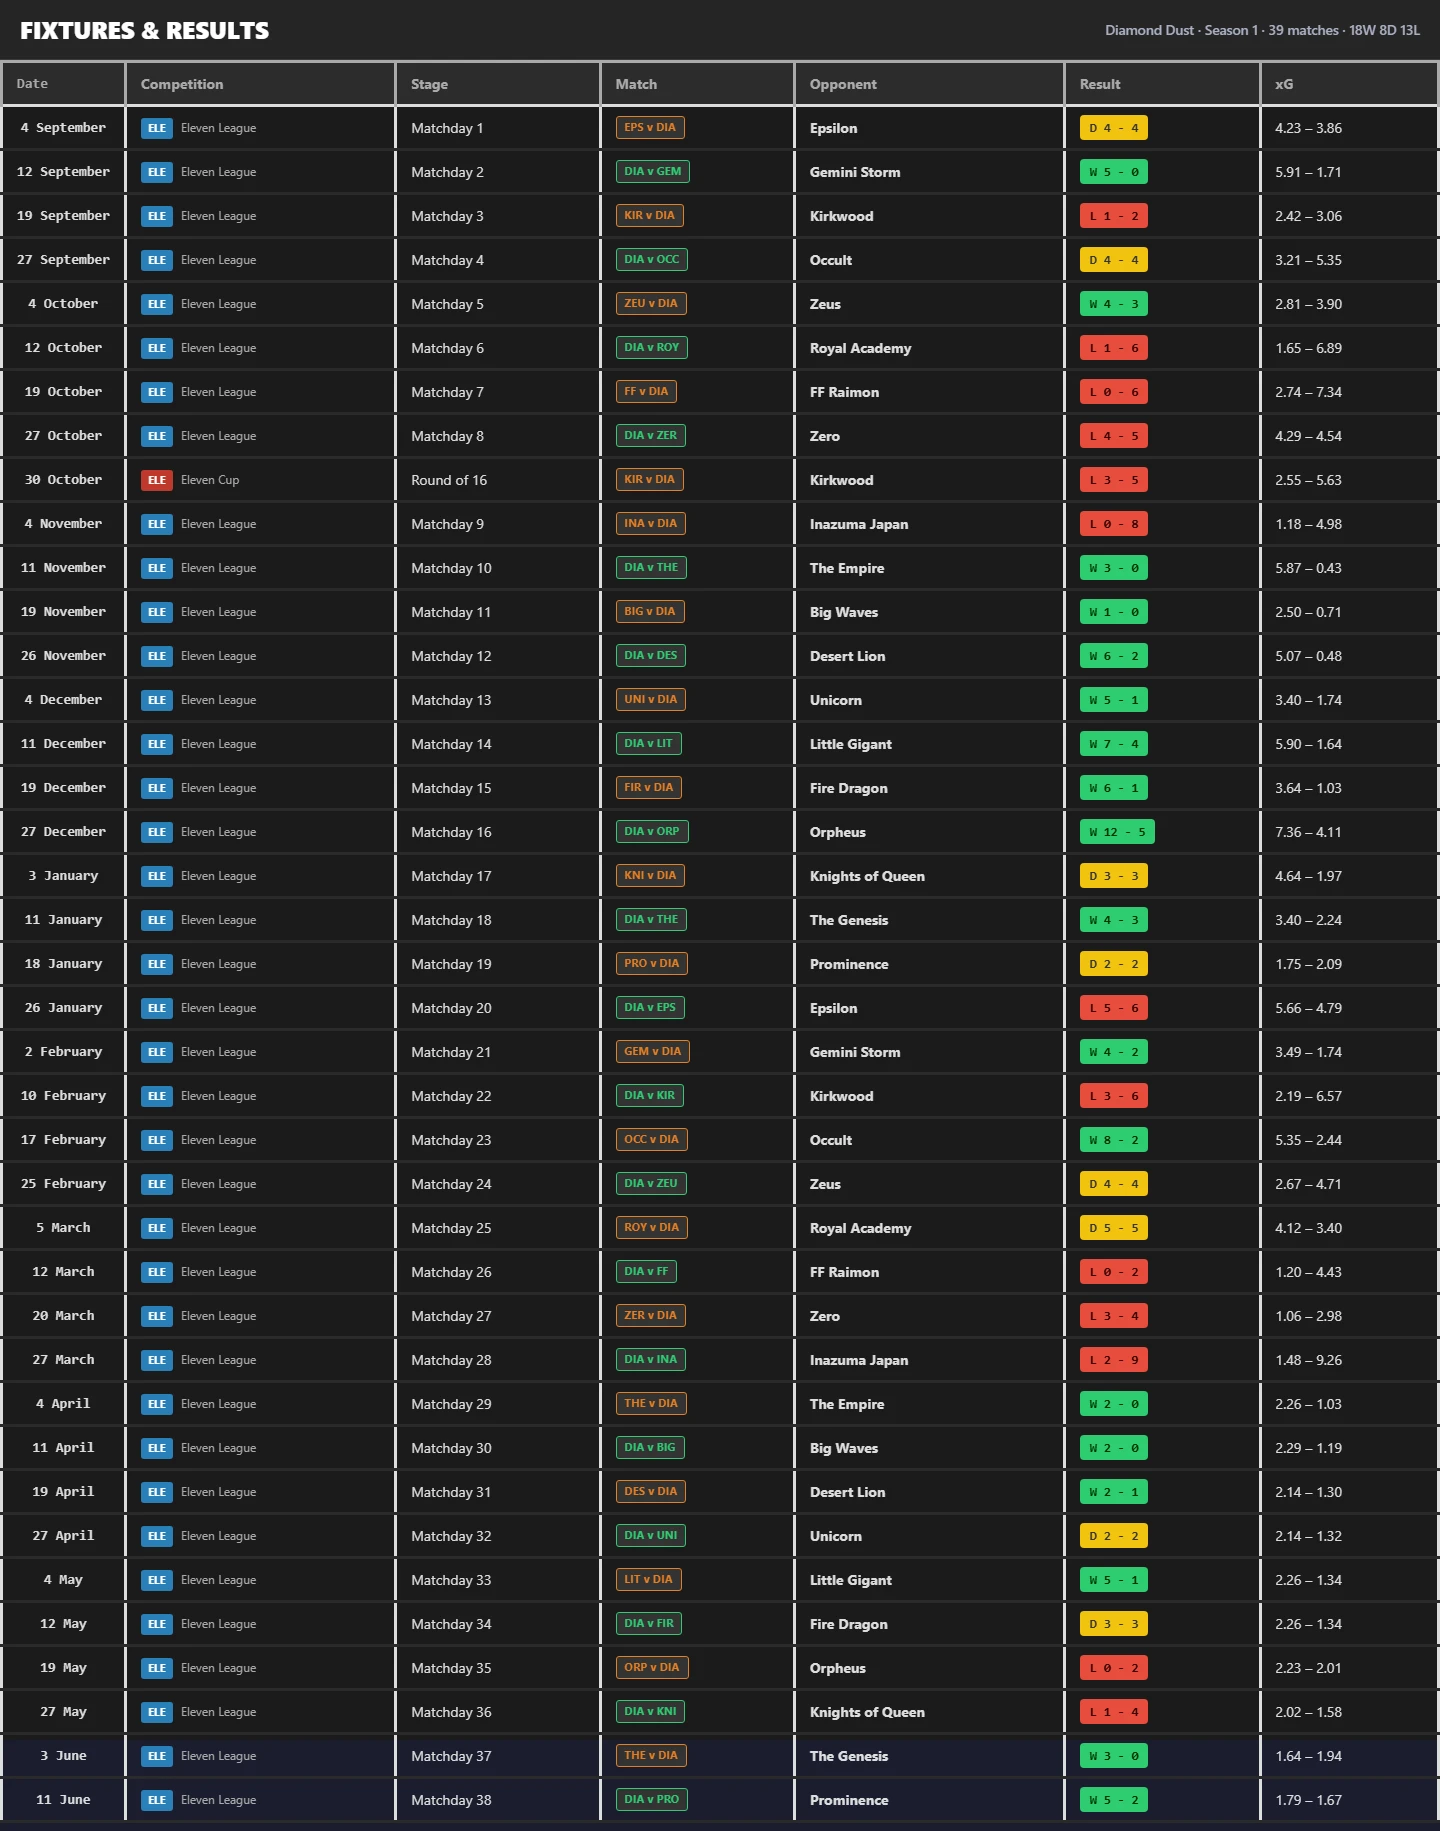 FIXTURES & RESULTS
Diamond Dust · Season 1 · 39 matches · 18W 8D 13L
Date Competition Stage Match Opponent Result xG
4 September ELE Eleven League Matchday 1 EPS v DIA Epsilon D 4 - 4 4.23 – 3.86
12 September ELE Eleven League Matchday 2 DIA v GEM Gemini Storm W 5 - 0 5.91 – 1.71
19 September ELE Eleven League Matchday 3 KIR v DIA Kirkwood L 1 - 2 2.42 – 3.06
27 September ELE Eleven League Matchday 4 DIA v OCC Occult D 4 - 4 3.21 – 5.35
4 October ELE Eleven League Matchday 5 ZEU v DIA Zeus W 4 - 3 2.81 – 3.90
12 October ELE Eleven League Matchday 6 DIA v ROY Royal Academy L 1 - 6 1.65 – 6.89
19 October ELE Eleven League Matchday 7 FF v DIA FF Raimon L 0 - 6 2.74 – 7.34
27 October ELE Eleven League Matchday 8 DIA v ZER Zero L 4 - 5 4.29 – 4.54
30 October ELE Eleven Cup Round of 16 KIR v DIA Kirkwood L 3 - 5 2.55 – 5.63
4 November ELE Eleven League Matchday 9 INA v DIA Inazuma Japan L 0 - 8 1.18 – 4.98
11 November ELE Eleven League Matchday 10 DIA v THE The Empire W 3 - 0 5.87 – 0.43
19 November ELE Eleven League Matchday 11 BIG v DIA Big Waves W 1 - 0 2.50 – 0.71
26 November ELE Eleven League Matchday 12 DIA v DES Desert Lion W 6 - 2 5.07 – 0.48
4 December ELE Eleven League Matchday 13 UNI v DIA Unicorn W 5 - 1 3.40 – 1.74
11 December ELE Eleven League Matchday 14 DIA v LIT Little Gigant W 7 - 4 5.90 – 1.64
19 December ELE Eleven League Matchday 15 FIR v DIA Fire Dragon W 6 - 1 3.64 – 1.03
27 December ELE Eleven League Matchday 16 DIA v ORP Orpheus W 12 - 5 7.36 – 4.11
3 January ELE Eleven League Matchday 17 KNI v DIA Knights of Queen D 3 - 3 4.64 – 1.97
11 January ELE Eleven League Matchday 18 DIA v THE The Genesis W 4 - 3 3.40 – 2.24
18 January ELE Eleven League Matchday 19 PRO v DIA Prominence D 2 - 2 1.75 – 2.09
26 January ELE Eleven League Matchday 20 DIA v EPS Epsilon L 5 - 6 5.66 – 4.79
2 February ELE Eleven League Matchday 21 GEM v DIA Gemini Storm W 4 - 2 3.49 – 1.74
10 February ELE Eleven League Matchday 22 DIA v KIR Kirkwood L 3 - 6 2.19 – 6.57
17 February ELE Eleven League Matchday 23 OCC v DIA Occult W 8 - 2 5.35 – 2.44
25 February ELE Eleven League Matchday 24 DIA v ZEU Zeus D 4 - 4 2.67 – 4.71
5 March ELE Eleven League Matchday 25 ROY v DIA Royal Academy D 5 - 5 4.12 – 3.40
12 March ELE Eleven League Matchday 26 DIA v FF FF Raimon L 0 - 2 1.20 – 4.43
20 March ELE Eleven League Matchday 27 ZER v DIA Zero L 3 - 4 1.06 – 2.98
27 March ELE Eleven League Matchday 28 DIA v INA Inazuma Japan L 2 - 9 1.48 – 9.26
4 April ELE Eleven League Matchday 29 THE v DIA The Empire W 2 - 0 2.26 – 1.03
11 April ELE Eleven League Matchday 30 DIA v BIG Big Waves W 2 - 0 2.29 – 1.19
19 April ELE Eleven League Matchday 31 DES v DIA Desert Lion W 2 - 1 2.14 – 1.30
27 April ELE Eleven League Matchday 32 DIA v UNI Unicorn D 2 - 2 2.14 – 1.32
4 May ELE Eleven League Matchday 33 LIT v DIA Little Gigant W 5 - 1 2.26 – 1.34
12 May ELE Eleven League Matchday 34 DIA v FIR Fire Dragon D 3 - 3 2.26 – 1.34
19 May ELE Eleven League Matchday 35 ORP v DIA Orpheus L 0 - 2 2.23 – 2.01
27 May ELE Eleven League Matchday 36 DIA v KNI Knights of Queen L 1 - 4 2.02 – 1.58
3 June ELE Eleven League Matchday 37 THE v DIA The Genesis W 3 - 0 1.64 – 1.94
11 June ELE Eleven League Matchday 38 DIA v PRO Prominence W 5 - 2 1.79 – 1.67